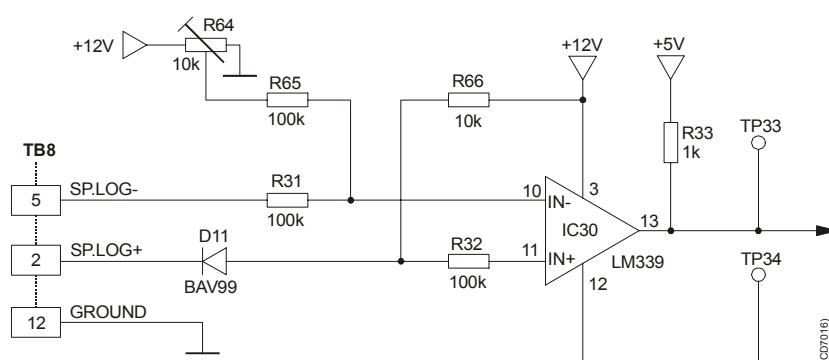 R64
+12V
10k
+12V
+5V
R65
R66
100k
10k
R33
1k
TP33
TB8
5
SP.LOG-
R31
100k
10
IN-
3
IC30
13
2
SP.LOG+
D11
BAV99
R32
100k
11
IN+
12
LM339
TP34
12
GROUND
CD7016)